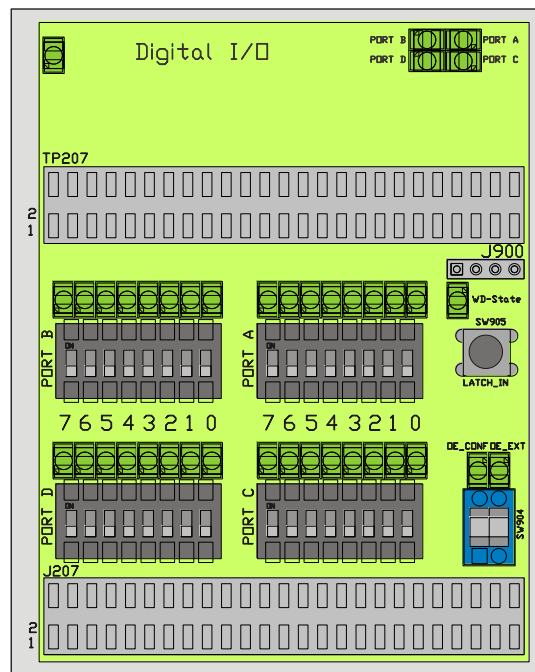 Digital I/O
PORT B PORT A
PORT D PORT C
TP207
2
1
J900
WD-State
SW905
LATCH_IN
PORT B
ON
PORT A
ON
7 6 5 4 3 2 1 0
7 6 5 4 3 2 1 0
OE_CONF OE_EXT
SW904
PORT D
ON
PORT C
ON
J207
2
1